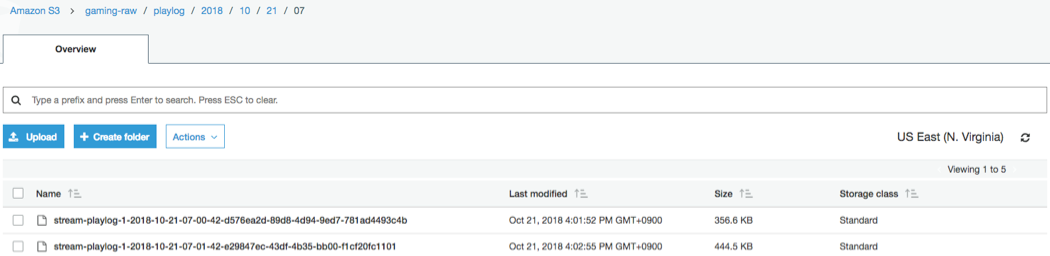 Amazon S3 > gaming-raw / playlog / 2018 / 10 / 21 / 07
Overview
Type a prefix and press Enter to search. Press ESC to clear.
Upload + Create folder Actions US East (N. Virginia)
Viewing 1 to 5
Name Last modified Size Storage class
stream-playlog-1-2018-10-21-07-00-42-d576ea2d-89d8-4d94-9ed7-781ad4493c4b Oct 21, 2018 4:01:52 PM GMT+0900 356.6 KB Standard
stream-playlog-1-2018-10-21-07-01-42-e29847ec-43df-4b35-bb00-f1cf20fc1101 Oct 21, 2018 4:02:55 PM GMT+0900 444.5 KB Standard